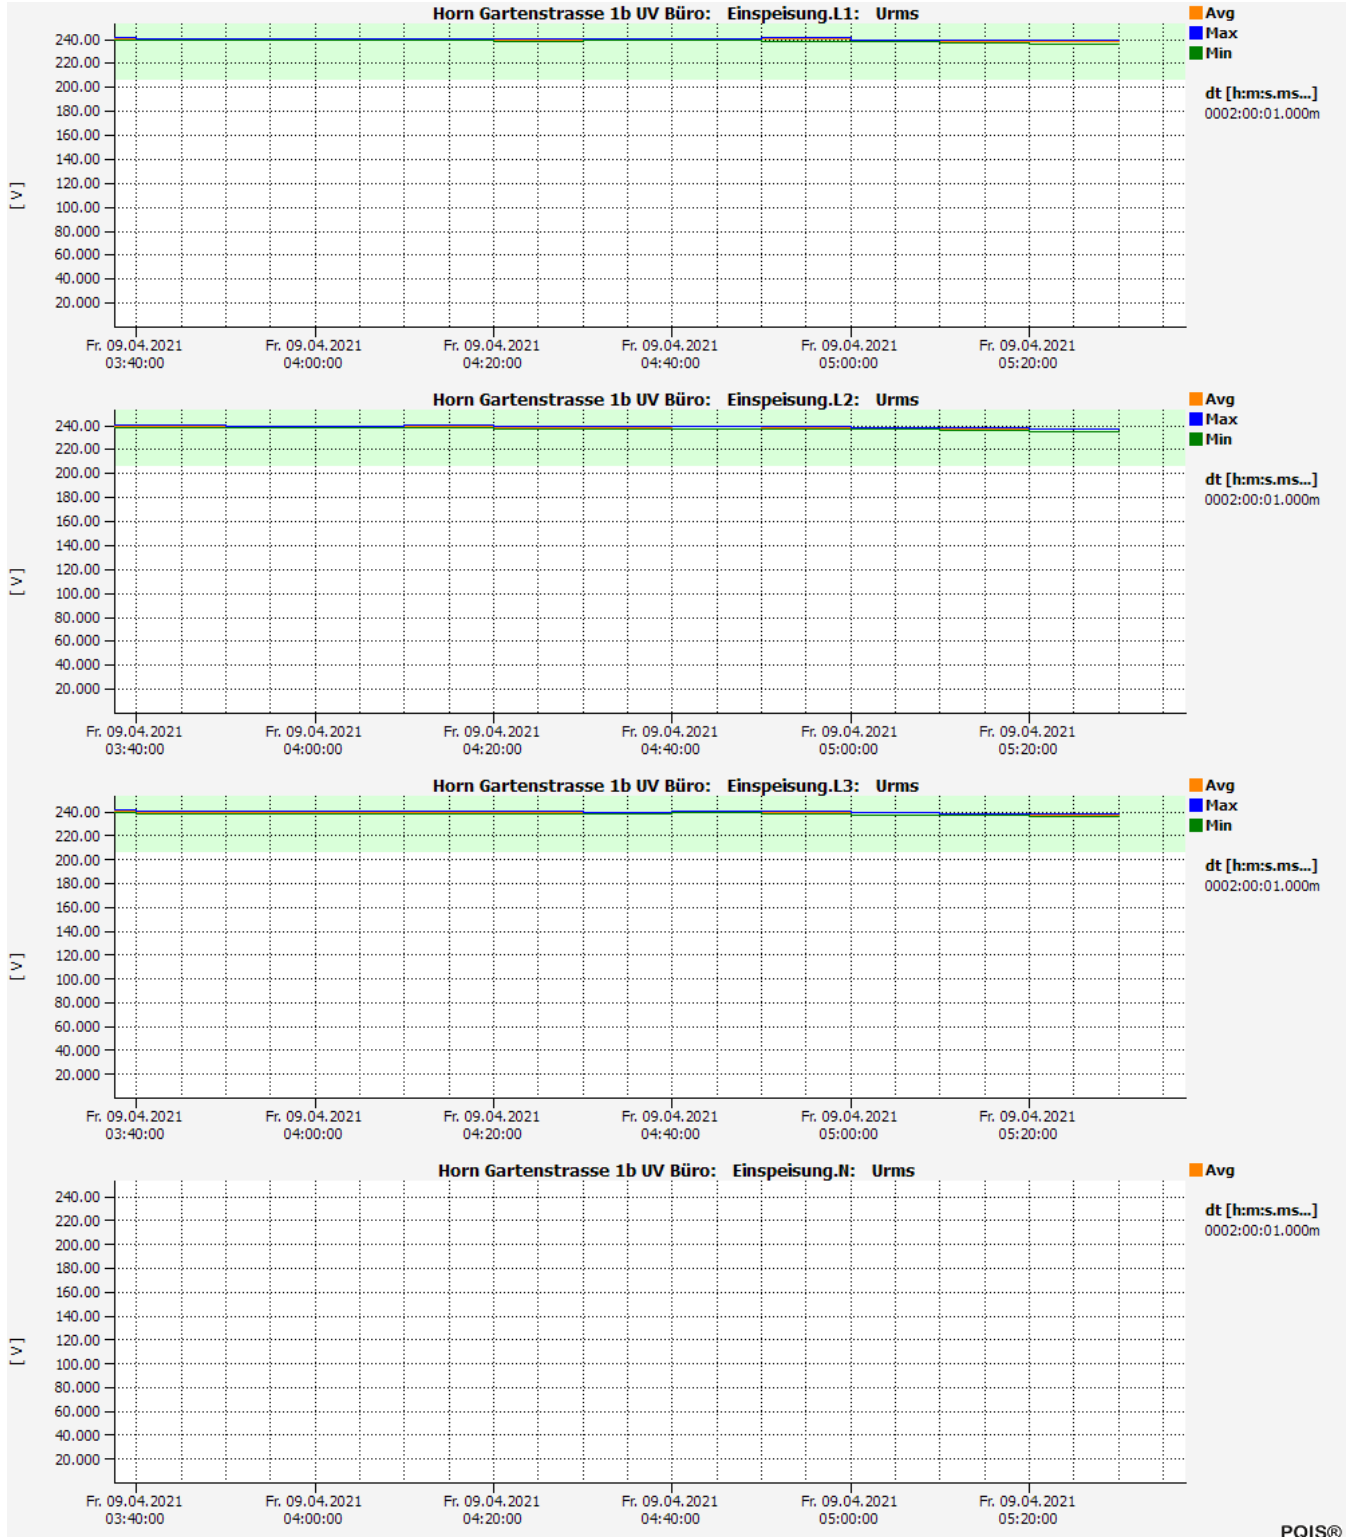 Horn Gartenstrasse 1b UV Büro: Einspeisung.L1: Urms
Avg
Max
Min
dt [h:m:s.ms...]
0002:00:01.000m
[ V ]
240.00
220.00
200.00
180.00
160.00
140.00
120.00
100.00
80.000
60.000
40.000
20.000
Fr. 09.04.2021 Fr. 09.04.2021 Fr. 09.04.2021 Fr. 09.04.2021 Fr. 09.04.2021 Fr. 09.04.2021
03:40:00 04:00:00 04:20:00 04:40:00 05:00:00 05:20:00
Horn Gartenstrasse 1b UV Büro: Einspeisung.L2: Urms
Avg
Max
Min
dt [h:m:s.ms...]
0002:00:01.000m
[ V ]
240.00
220.00
200.00
180.00
160.00
140.00
120.00
100.00
80.000
60.000
40.000
20.000
Fr. 09.04.2021 Fr. 09.04.2021 Fr. 09.04.2021 Fr. 09.04.2021 Fr. 09.04.2021 Fr. 09.04.2021
03:40:00 04:00:00 04:20:00 04:40:00 05:00:00 05:20:00
Horn Gartenstrasse 1b UV Büro: Einspeisung.L3: Urms
Avg
Max
Min
dt [h:m:s.ms...]
0002:00:01.000m
[ V ]
240.00
220.00
200.00
180.00
160.00
140.00
120.00
100.00
80.000
60.000
40.000
20.000
Fr. 09.04.2021 Fr. 09.04.2021 Fr. 09.04.2021 Fr. 09.04.2021 Fr. 09.04.2021 Fr. 09.04.2021
03:40:00 04:00:00 04:20:00 04:40:00 05:00:00 05:20:00
Horn Gartenstrasse 1b UV Büro: Einspeisung.N: Urms
Avg
dt [h:m:s.ms...]
0002:00:01.000m
[ V ]
240.00
220.00
200.00
180.00
160.00
140.00
120.00
100.00
80.000
60.000
40.000
20.000
Fr. 09.04.2021 Fr. 09.04.2021 Fr. 09.04.2021 Fr. 09.04.2021 Fr. 09.04.2021 Fr. 09.04.2021
03:40:00 04:00:00 04:20:00 04:40:00 05:00:00 05:20:00
PQIS®